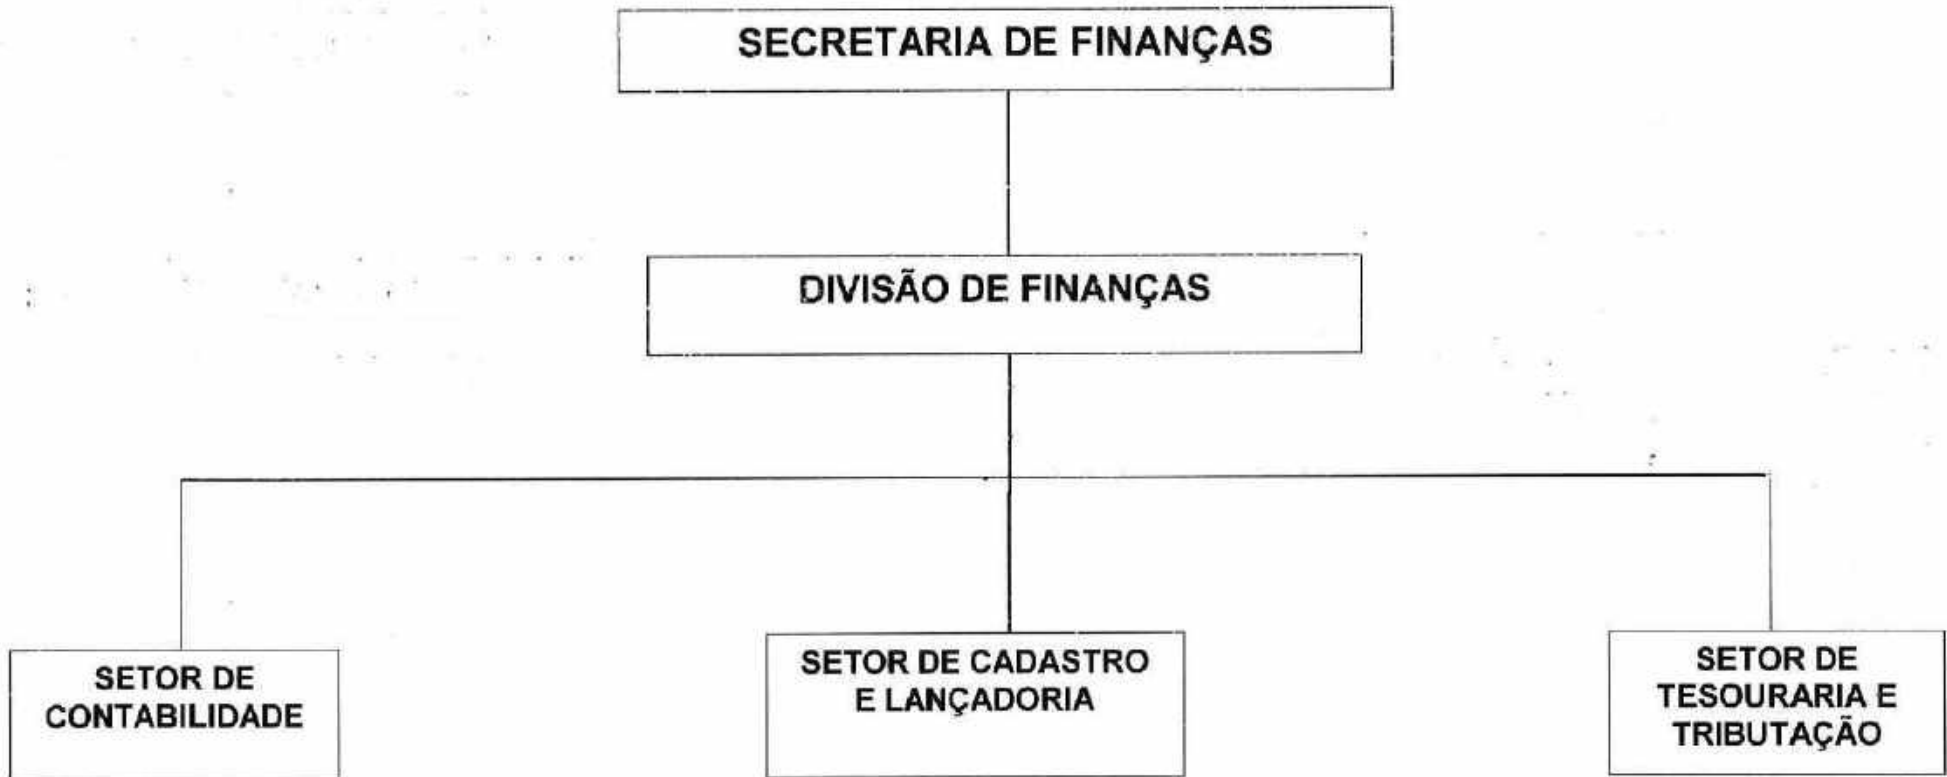 SECRETARIA DE FINANÇAS
DIVISÃO DE FINANÇAS
SETOR DE
CONTABILIDADE
SETOR DE CADASTRO
E LANÇADORIA
SETOR DE
TESOURARIA E
TRIBUTAÇÃO